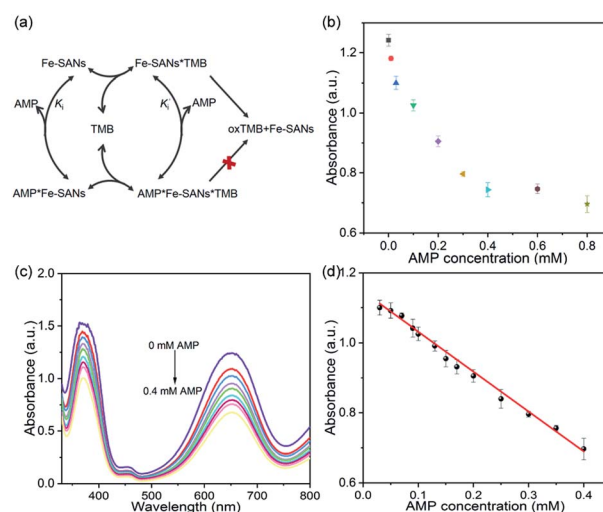 (a)
Fe-SANs
Fe-SANs*TMB
AMP
Ki
TMB
Ki
AMP
oxTMB+Fe-SANs
AMP*Fe-SANs
AMP*Fe-SANs*TMB
(b)
Absorbance (a.u.)
1.2
1.0
0.8
0.6
0.0 0.2 0.4 0.6 0.8
AMP concentration (mM)
(c)
Absorbance (a.u.)
2.0
1.5
1.0
0.5
0.0
0 mM AMP
0.4 mM AMP
400 500 600 700 800
Wavelength (nm)
(d)
Absorbance (a.u.)
1.2
1.0
0.8
0.6
0.0 0.1 0.2 0.3 0.4
AMP concentration (mM)